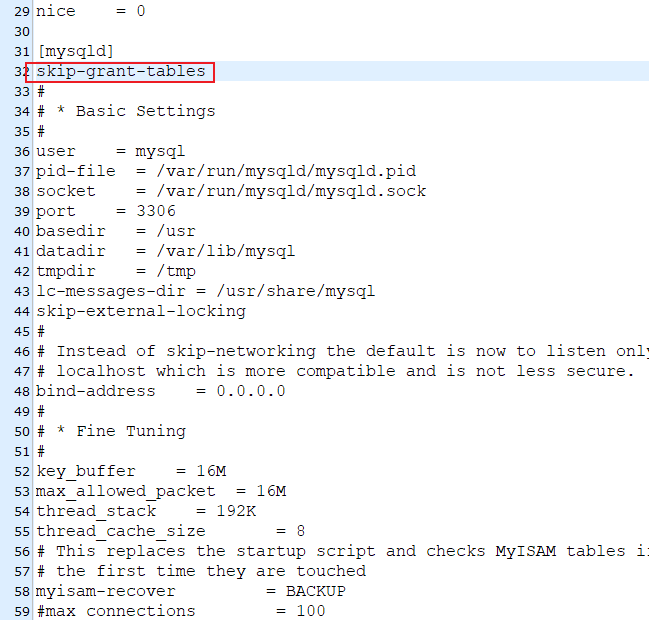 29 nice    = 0
30
31 [mysqld]
32 skip-grant-tables
33 #
34 # * Basic Settings
35 #
36 user    = mysql
37 pid-file  = /var/run/mysqld/mysqld.pid
38 socket    = /var/run/mysqld/mysqld.sock
39 port    = 3306
40 basedir   = /usr
41 datadir   = /var/lib/mysql
42 tmpdir    = /tmp
43 lc-messages-dir = /usr/share/mysql
44 skip-external-locking
45 #
46 # Instead of skip-networking the default is now to listen only
47 # localhost which is more compatible and is not less secure.
48 bind-address    = 0.0.0.0
49 #
50 # * Fine Tuning
51 #
52 key_buffer    = 16M
53 max_allowed_packet  = 16M
54 thread_stack    = 192K
55 thread_cache_size       = 8
56 # This replaces the startup script and checks MyISAM tables
57 # the first time they are touched
58 myisam-recover         = BACKUP
59 #max_connections        = 100